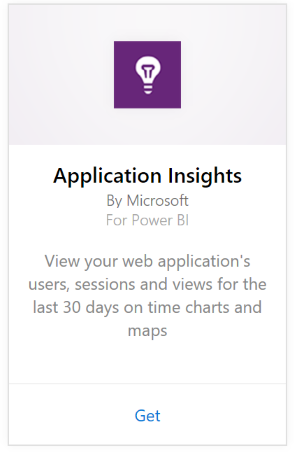 Application Insights
By Microsoft
For Power BI
View your web application's
users, sessions and views for the
last 30 days on time charts and
maps
Get